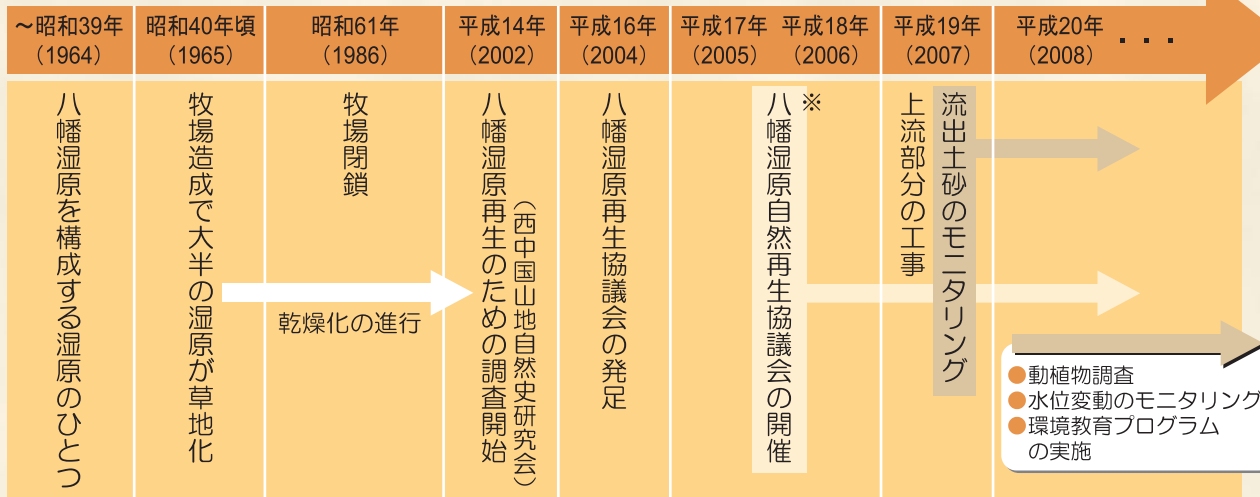 ~昭和39年
（1964）
昭和40年頃
（1965）
昭和61年
（1986）
平成14年
（2002）
平成16年
（2004）
平成17年
（2005）
平成18年
（2006）
平成19年
（2007）
平成20年
（2008）
・・・
八幡湿原を構成する湿原のひとつ
牧場造成で大半の湿原が草地化
牧場閉鎖
乾燥化の進行
八幡湿原再生のための調査開始
（西中国山地自然史研究会）
八幡湿原再生協議会の発足
※
八幡湿原自然再生協議会の開催
上流部分の工事
流出土砂のモニタリング
●動植物調査
●水位変動のモニタリング
●環境教育プログラム
の実施